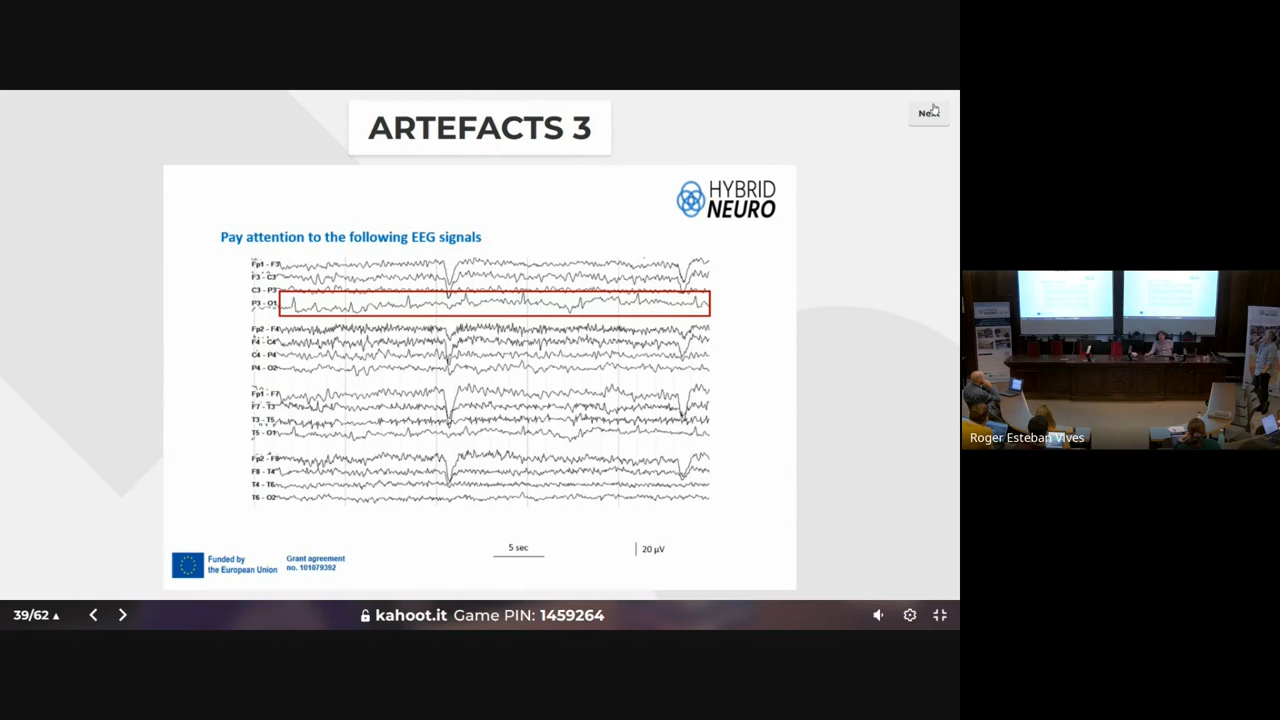 ARTEFACTS 3
Next
HYBRID
NEURO
Pay attention to the following EEG signals
Fp1 - F3
F3 - C3
C3 - P3
P3 - O1
Fp2 - F4
F4 - C4
C4 - P4
P4 - O2
Fp1 - F7
F7 - T3
T3 - T5
T5 - O1
Fp2 - F8
F8 - T4
T4 - T6
T6 - O2
5 sec
20 µV
Funded by
the European Union
Grant agreement
no. 101079392
39/62
kahoot.it Game PIN: 1459264
Roger Esteban Vives